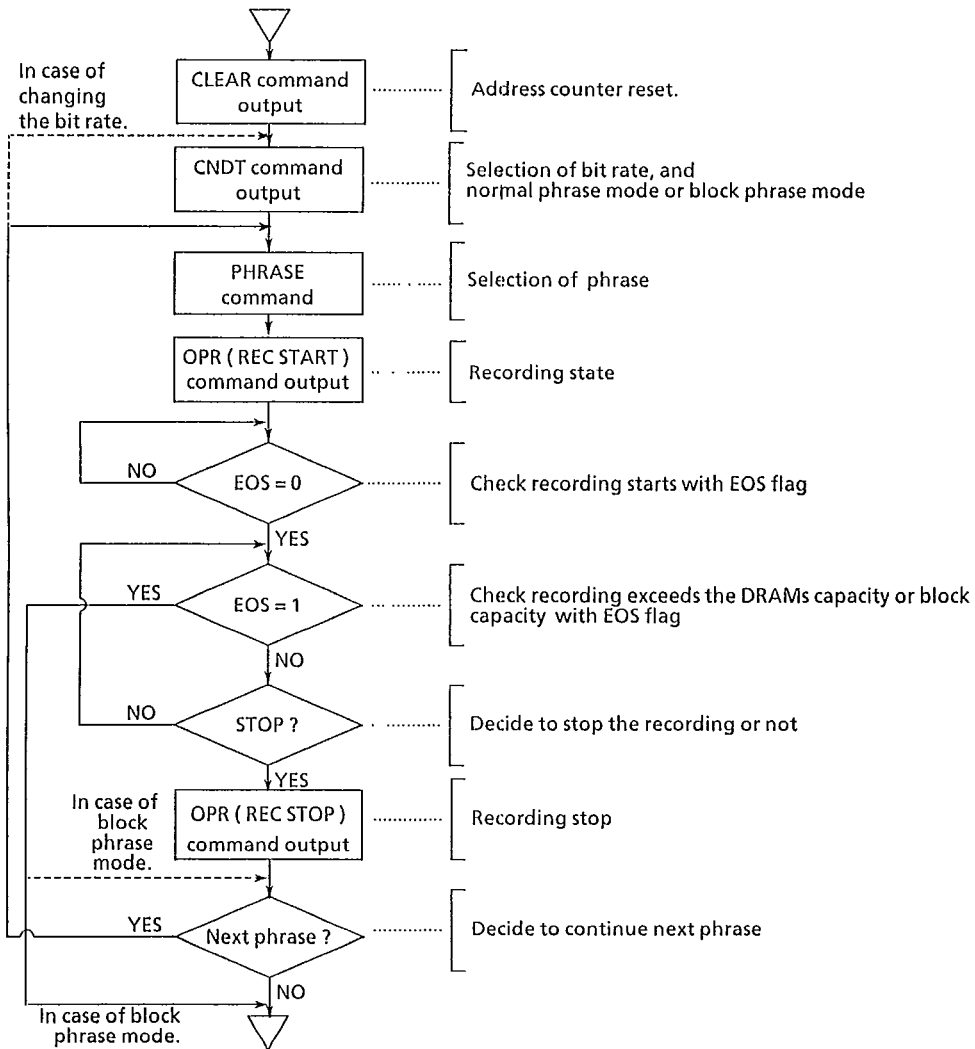 In case of
changing
the bit rate.
CLEAR command
output
Address counter reset.
CNDT command
output
Selection of bit rate, and
normal phrase mode or block phrase mode
PHRASE
command
Selection of phrase
OPR ( REC START )
command output
Recording state
NO
EOS = 0
Check recording starts with EOS flag
YES
YES
EOS = 1
Check recording exceeds the DRAMs capacity or block
capacity with EOS flag
NO
NO
STOP ?
Decide to stop the recording or not
YES
In case of
block
phrase
mode.
OPR ( REC STOP )
command output
Recording stop
YES
Next phrase ?
Decide to continue next phrase
NO
In case of block
phrase mode.